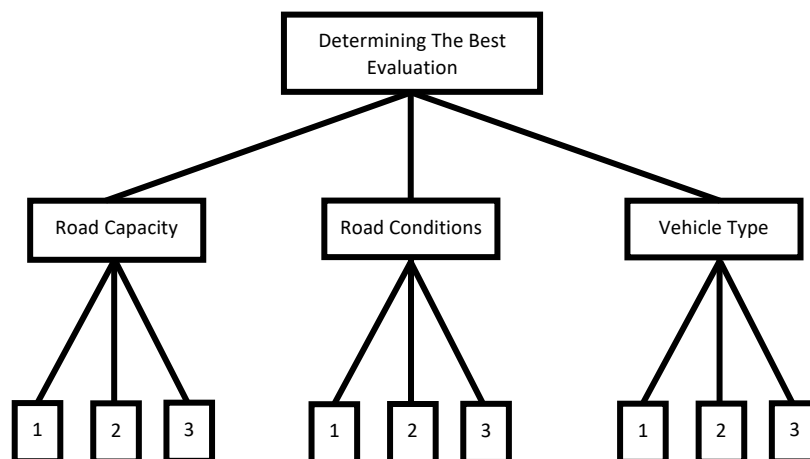 Determining The Best
Evaluation
Road Capacity
Road Conditions
Vehicle Type
1
2
3
1
2
3
1
2
3